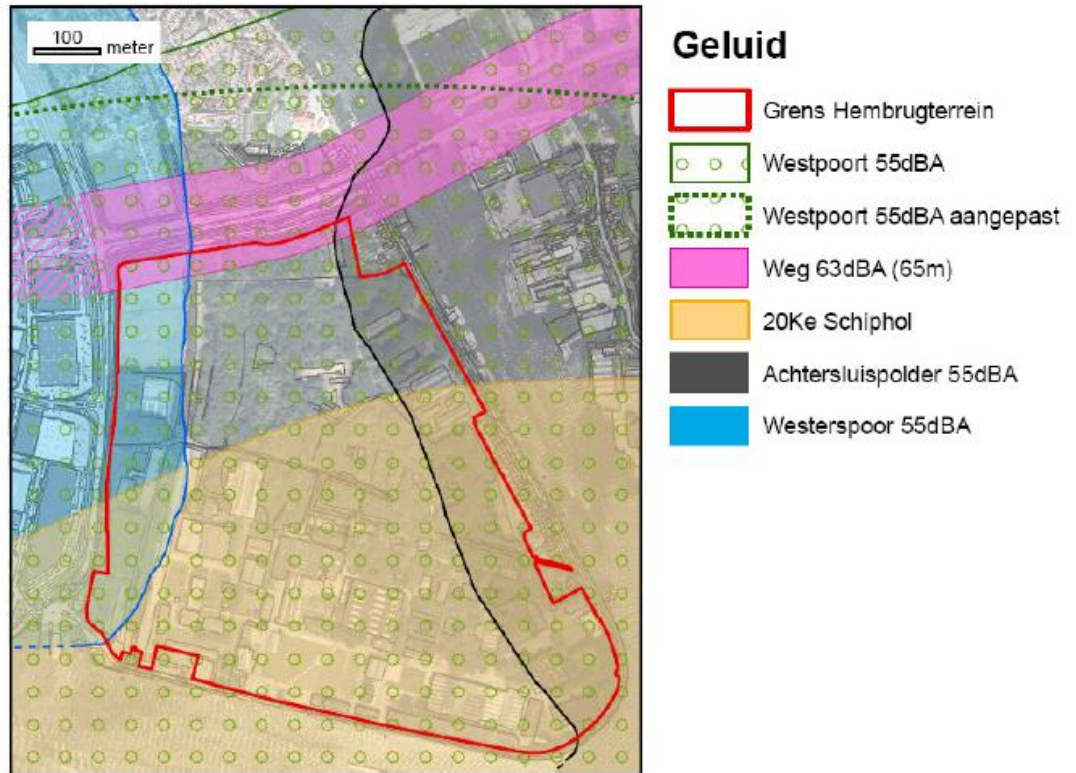 100 meter
Geluid
Grens Hembrugterrein
Westpoort 55dBA
Westpoort 55dBA aangepast
Weg 63dBA (65m)
20Ke Schiphol
Achtersluispolder 55dBA
Westerspoor 55dBA